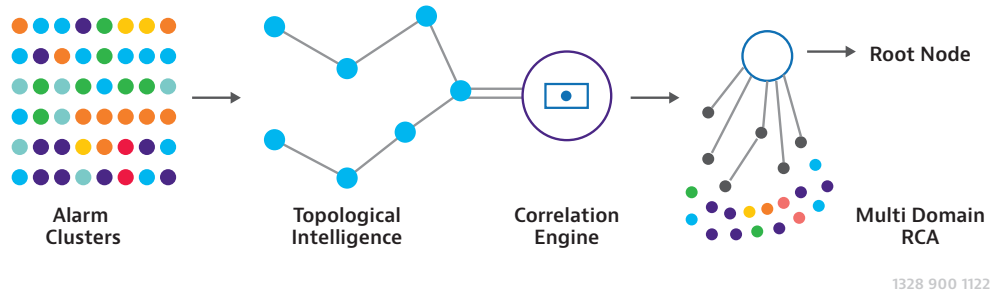 Root Node
Alarm
Clusters
Topological
Intelligence
Correlation
Engine
Multi Domain
RCA
1328 900 1122